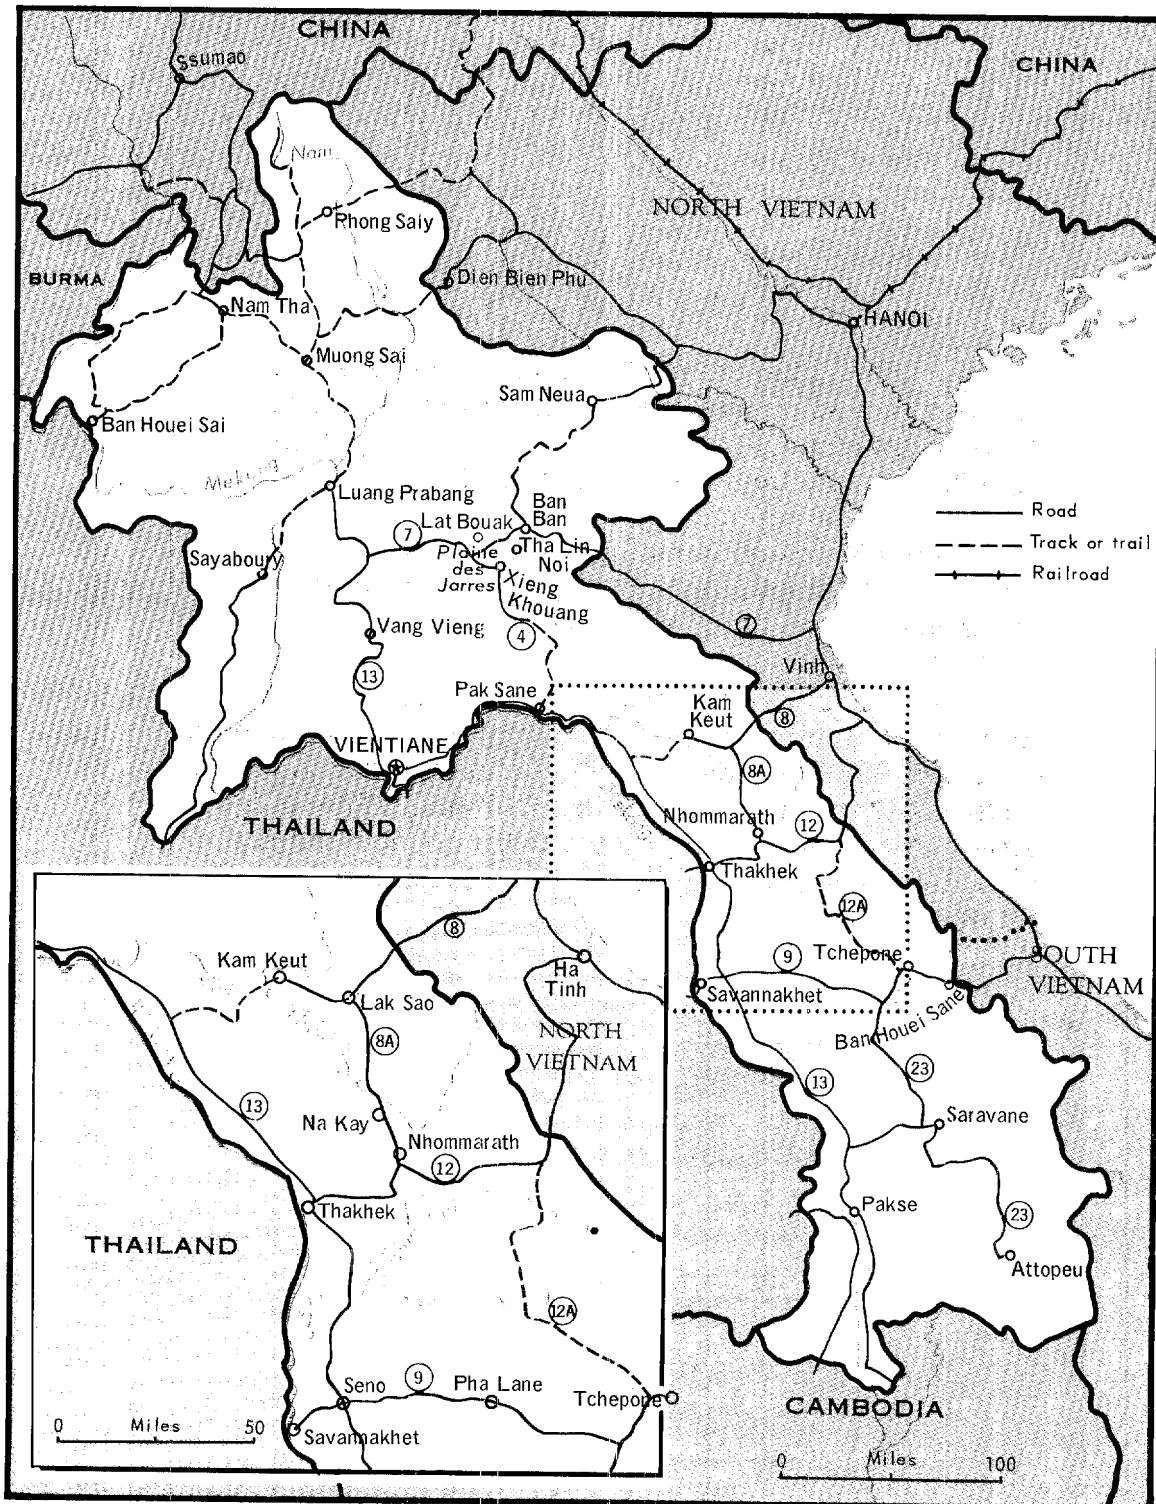 CHINA
CHINA
Ssumao
Nam
Phong Saly
NORTH VIETNAM
BURMA
Dien Bien Phu
Nam Tha
HANOI
Muong Sai
Sam Neua
Ban Houei Sai
Mekong
Luang Prabang
Ban
Ban
Lat Bouak
7
Plaine
des
Jarres
Tha Lin
Noi
Road
Track or trail
Railroad
Sayaboury
Xieng
Khouang
Vang Vieng
4
7
13
Vinh
Pak Sane
Kam
Keut
8
VIENTIANE
8A
THAILAND
Nhommarath
12
Thakhek
12A
Tchepone
9
Savannakhet
SOUTH
VIETNAM
Ban Houei Sane
13
23
Saravane
Pakse
23
Attopeu
CAMBODIA
Miles
0
100
8
Kam Keut
Lak Sao
Ha
Tinh
NORTH
VIETNAM
8A
13
Na Kay
Nhommarath
12
Thakhek
THAILAND
12A
Seno
9
Pha Lane
Tchepone
Savannakhet
0 Miles 50